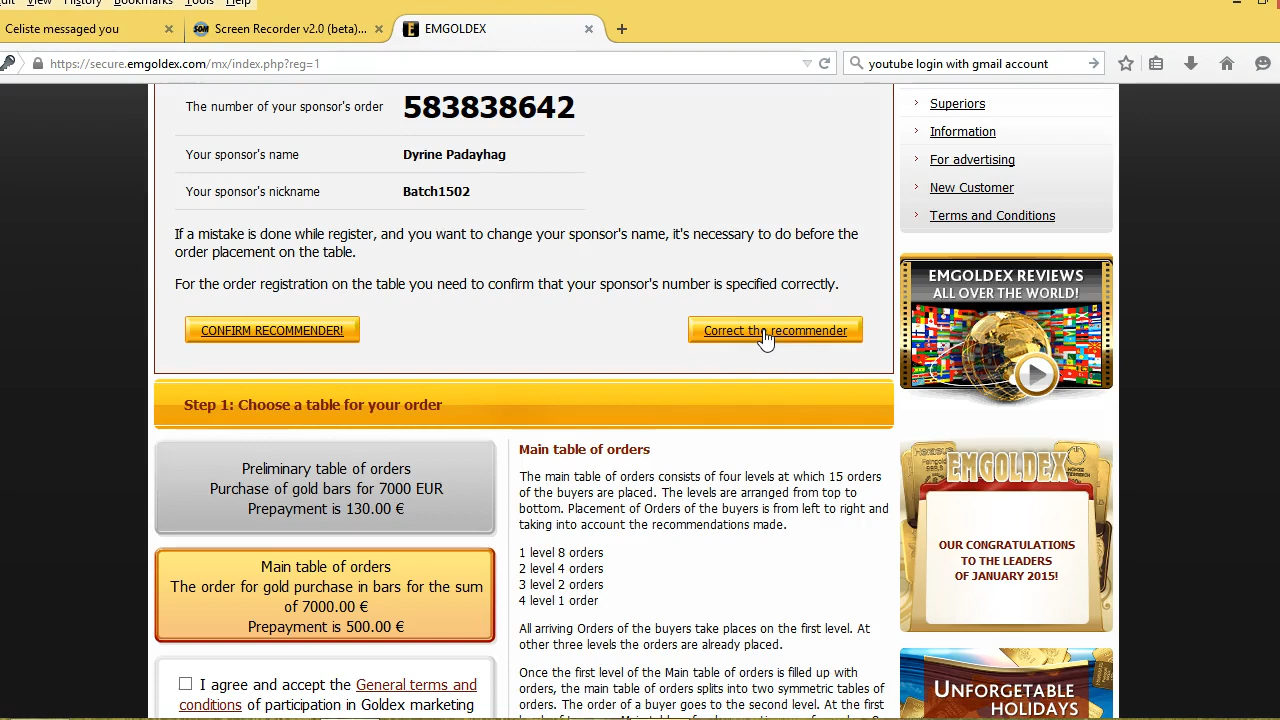 View History Bookmarks Tools Help
Celiste messaged you
Screen Recorder v2.0 (beta)...
EMGOLDEX
https://secure.emgoldex.com/mx/index.php?reg=1
youtube login with gmail account
The number of your sponsor's order 583838642
Your sponsor's name Dyrine Padayhag
Your sponsor's nickname Batch1502
If a mistake is done while register, and you want to change your sponsor's name, it's necessary to do before the
order placement on the table.
For the order registration on the table you need to confirm that your sponsor's number is specified correctly.
CONFIRM RECOMMENDER!
Correct the recommender
Step 1: Choose a table for your order
Preliminary table of orders
Purchase of gold bars for 7000 EUR
Prepayment is 130.00 €
Main table of orders
The order for gold purchase in bars for the sum
of 7000.00 €
Prepayment is 500.00 €
I agree and accept the General terms and
conditions of participation in Goldex marketing
Main table of orders
The main table of orders consists of four levels at which 15 orders
of the buyers are placed. The levels are arranged from top to
bottom. Placement of Orders of the buyers is from left to right and
taking into account the recommendations made.
1 level 8 orders
2 level 4 orders
3 level 2 orders
4 level 1 order
All arriving Orders of the buyers take places on the first level. At
other three levels the orders are already placed.
Once the first level of the Main table of orders is filled up with
orders, the main table of orders splits into two symmetric tables of
orders. The order of a buyer goes to the second level. At the first
Superiors
Information
For advertising
New Customer
Terms and Conditions
EMGOLDEX REVIEWS
ALL OVER THE WORLD!
EMGOLDEX
OUR CONGRATULATIONS
TO THE LEADERS
OF JANUARY 2015!
UNFORGETABLE
HOLIDAYS